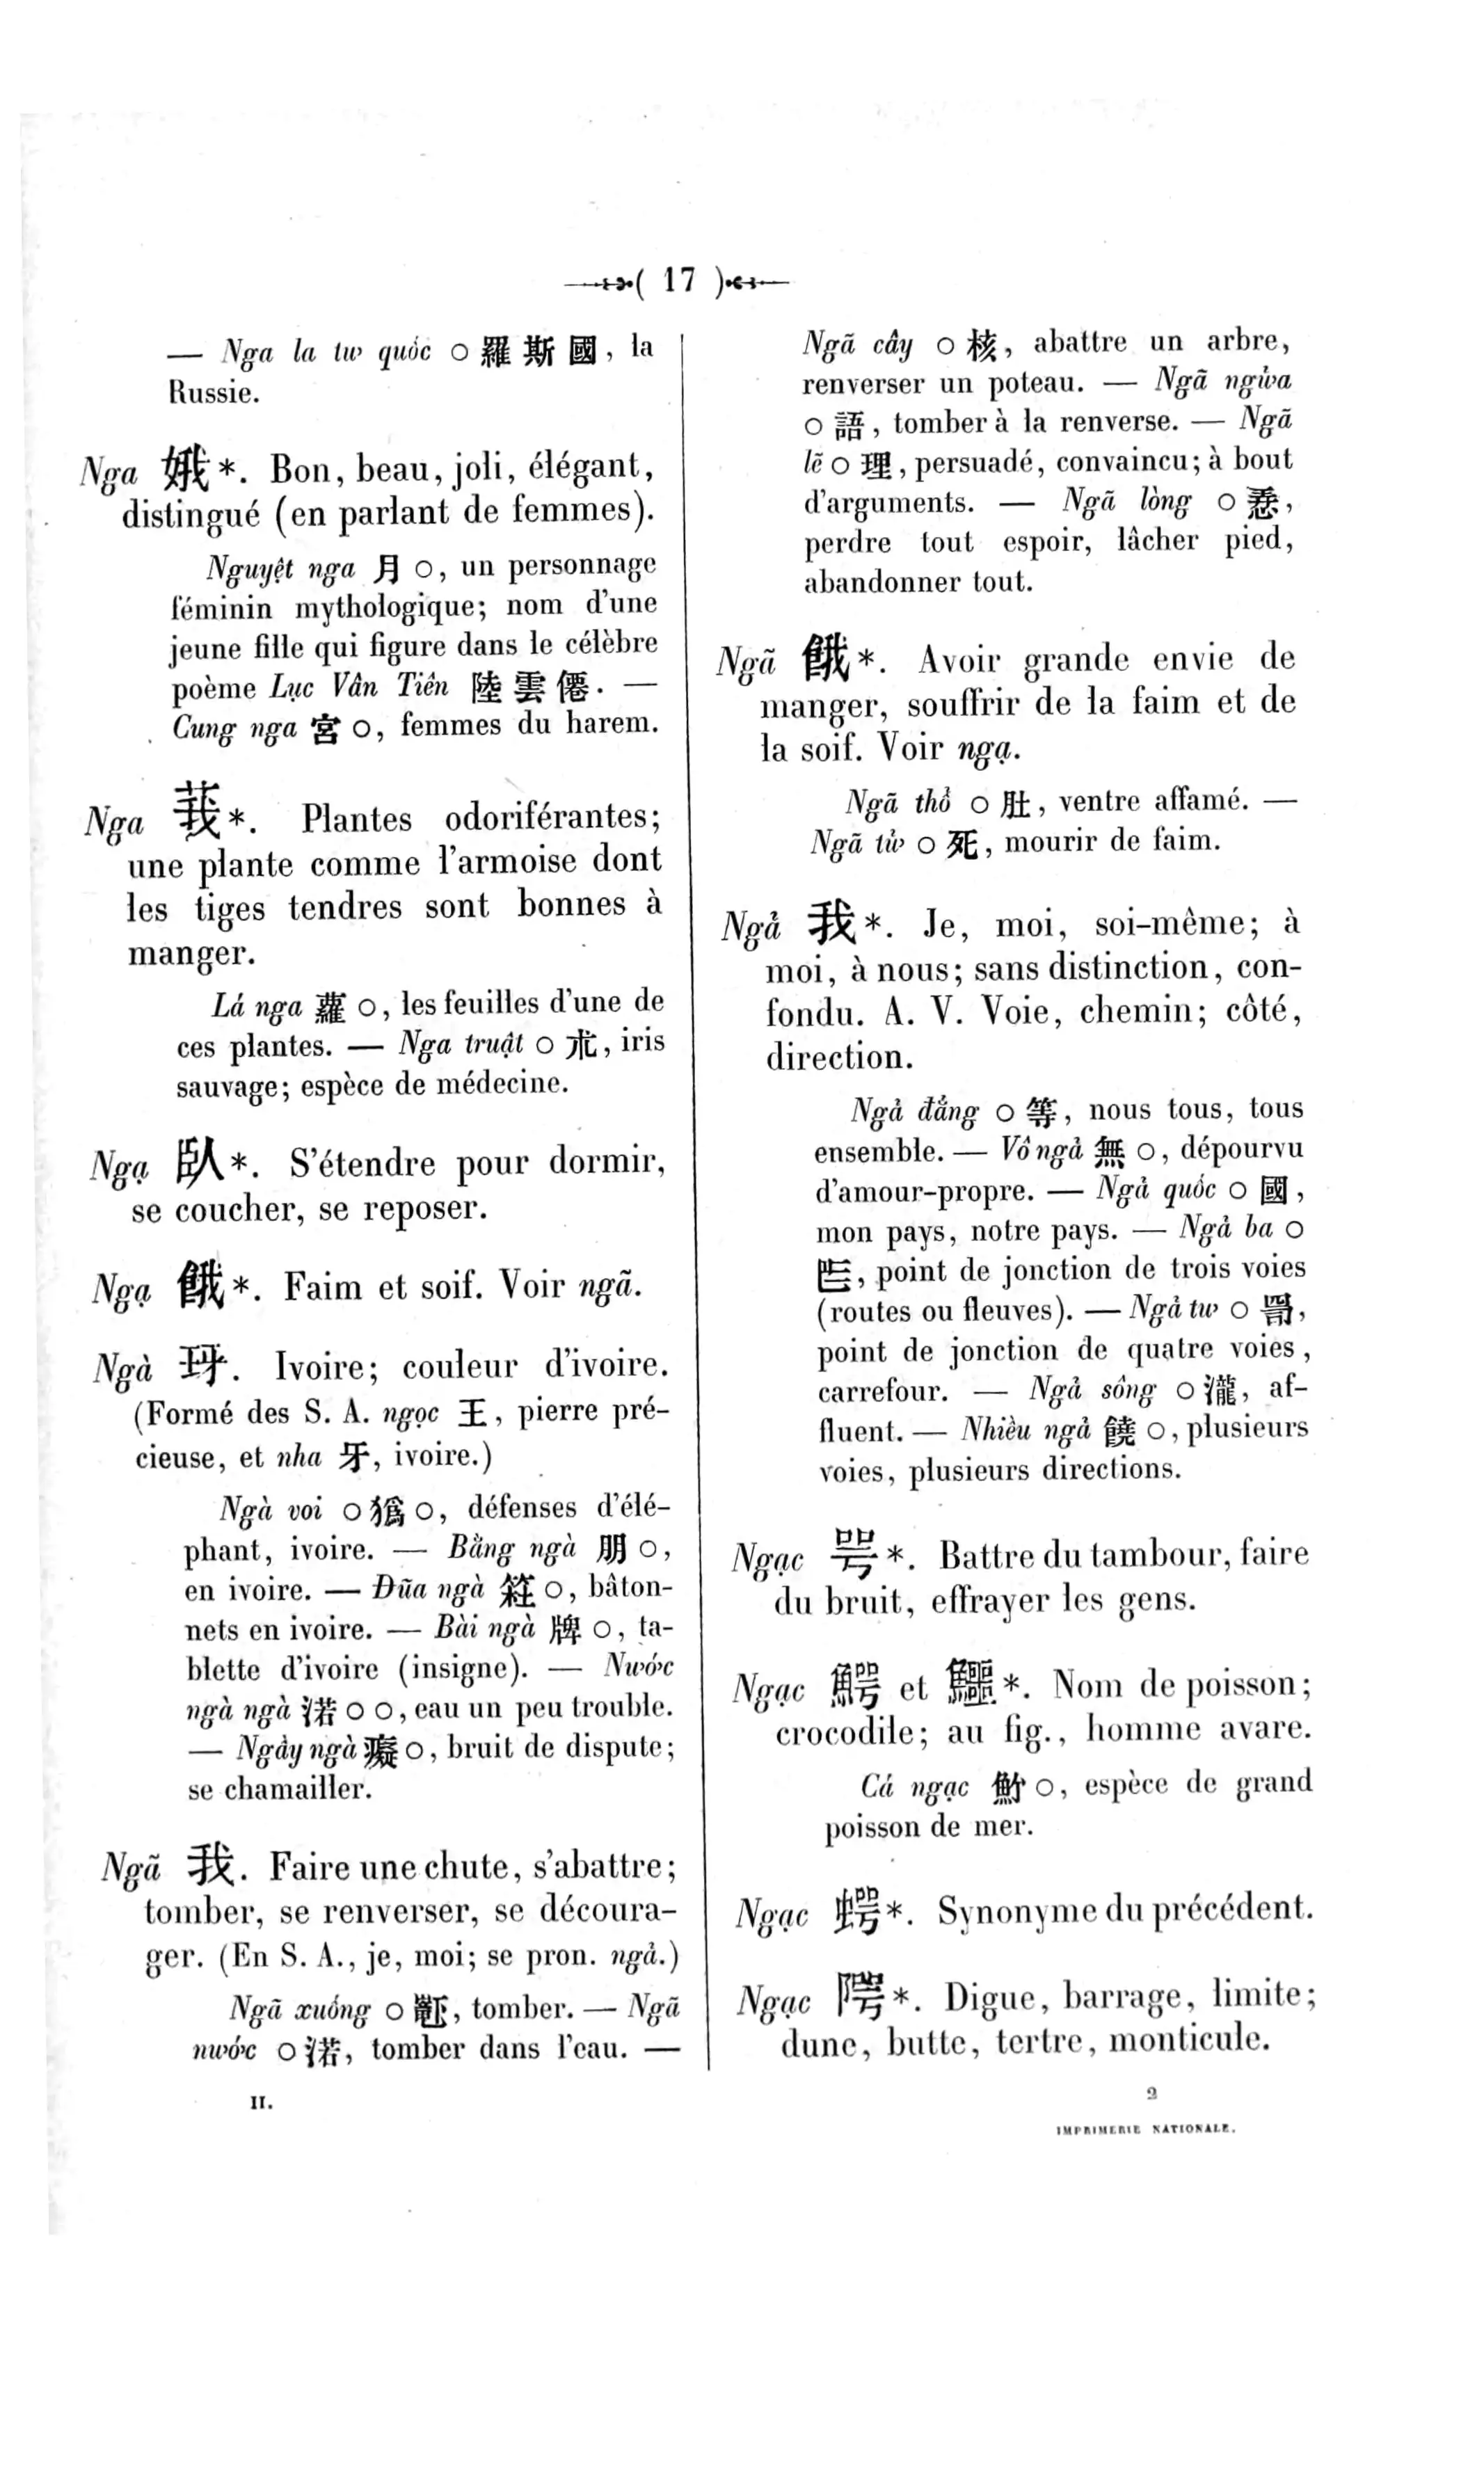 ( 17 )
— Nga la tư quốc ○ 羅斯國, la
Russie.
Nga 娥*. Bon, beau, joli, élégant,
distingué (en parlant de femmes).
Nguyệt nga 月○, un personnage
féminin mythologique; nom d'une
jeune fille qui figure dans le célèbre
poème Lục Vân Tiên 陸雲僊. —
Cung nga 宮○, femmes du harem.
Nga 莪*. Plantes odoriférantes;
une plante comme l'armoise dont
les tiges tendres sont bonnes à
manger.
Lá nga 蘿○, les feuilles d'une de
ces plantes. — Nga truật ○ 朮, iris
sauvage; espèce de médecine.
Ngạ 臥*. S'étendre pour dormir,
se coucher, se reposer.
Ngạ 餓*. Faim et soif. Voir ngã.
Ngà 玡. Ivoire; couleur d'ivoire.
(Formé des S. A. ngọc 王, pierre pré-
cieuse, et nha 牙, ivoire.)
Ngà voi ○ 㺔 ○, défenses d'élé-
phant, ivoire. — Bằng ngà 朋○,
en ivoire. — Đũa ngà ○, bâton-
nets en ivoire. — Bài ngà 牌○, ta-
blette d'ivoire (insigne). — Nước
ngà ngà 渃○○, eau un peu trouble.
— Ngầy ngà 癡○, bruit de dispute;
se chamailler.
Ngã 我. Faire une chute, s'abattre;
tomber, se renverser, se découra-
ger. (En S. A., je, moi; se pron. ngả.)
Ngã xuống ○, tomber. — Ngã
nước ○ 渃, tomber dans l'eau. —
II.
Ngã cây ○ 核, abattre un arbre,
renverser un poteau. — Ngã ngửa
○ 語, tomber à la renverse. — Ngã
lẽ ○ 理, persuadé, convaincu; à bout
d'arguments. — Ngã lòng ○, 
perdre tout espoir, lâcher pied,
abandonner tout.
Ngã 餓*. Avoir grande envie de
manger, souffrir de la faim et de
la soif. Voir ngạ.
Ngã thổ ○ 肚, ventre affamé. —
Ngã tử ○ 死, mourir de faim.
Ngả 我*. Je, moi, soi-même; à
moi, à nous; sans distinction, con-
fondu. A. V. Voie, chemin; côté,
direction.
Ngả đẳng ○ 等, nous tous, tous
ensemble. — Vô ngả 無○, dépourvu
d'amour-propre. — Ngả quốc ○ 國,
mon pays, notre pays. — Ngả ba ○
𠀧, point de jonction de trois voies
(routes ou fleuves). — Ngả tư ○,
point de jonction de quatre voies,
carrefour. — Ngả sông ○ 瀧, af-
fluent. — Nhiều ngả 饒○, plusieurs
voies, plusieurs directions.
Ngạc 咢*. Battre du tambour, faire
du bruit, effrayer les gens.
Ngạc 鰐 et 鱷*. Nom de poisson;
crocodile; au fig., homme avare.
Cá ngạc ○, espèce de grand
poisson de mer.
Ngạc 蝷*. Synonyme du précédent.
Ngạc *. Digue, barrage, limite;
dune, butte, tertre, monticule.
2
IMPRIMERIE NATIONALE.